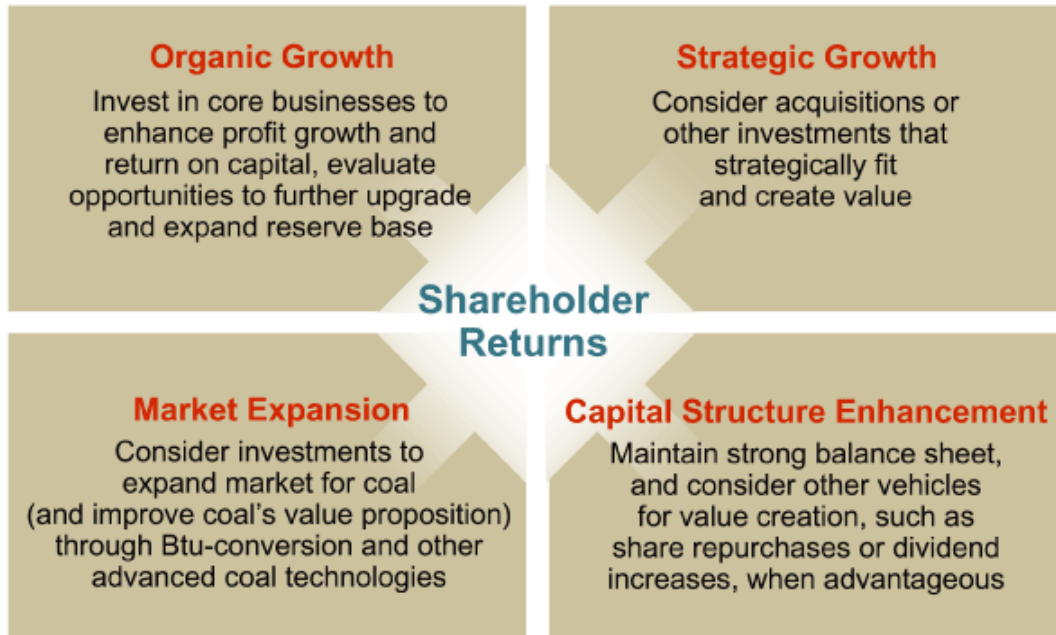 Organic Growth
Invest in core businesses to
enhance profit growth and
return on capital, evaluate
opportunities to further upgrade
and expand reserve base
Strategic Growth
Consider acquisitions or
other investments that
strategically fit
and create value
Shareholder
Returns
Market Expansion
Consider investments to
expand market for coal
(and improve coal's value proposition)
through Btu-conversion and other
advanced coal technologies
Capital Structure Enhancement
Maintain strong balance sheet,
and consider other vehicles
for value creation, such as
share repurchases or dividend
increases, when advantageous